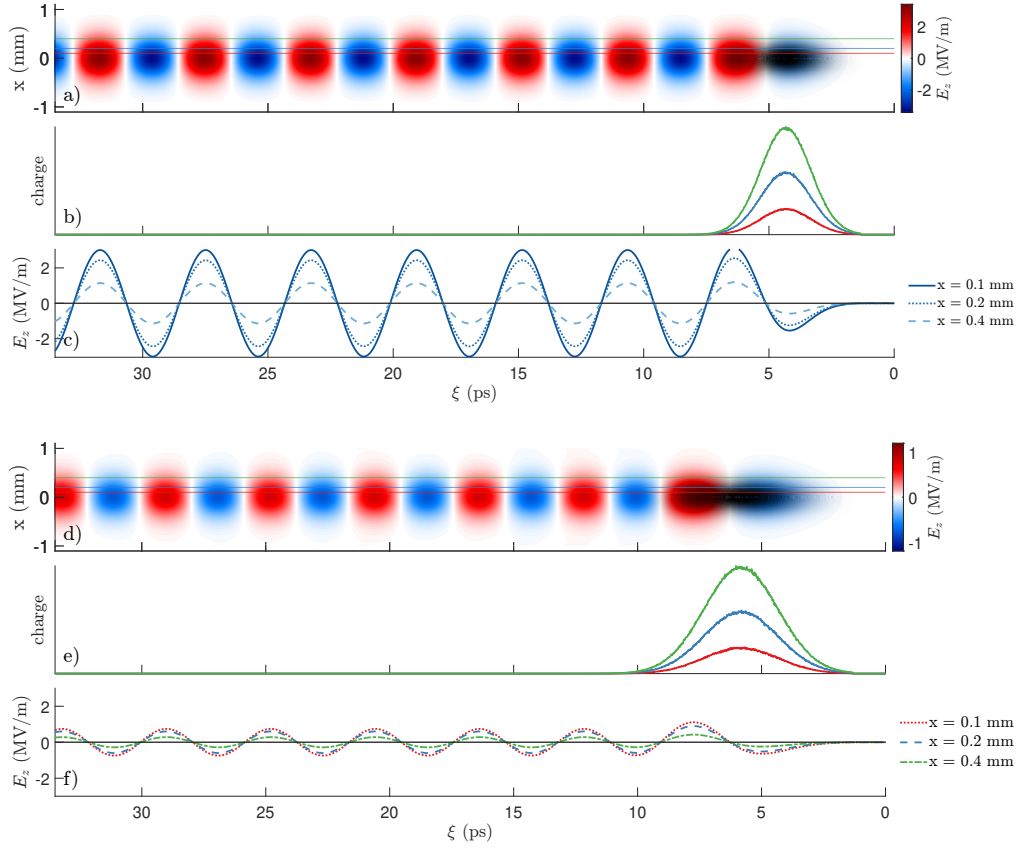 1
0
-1
x (mm)
a)
2
0
-2
E_z (MV/m)
charge
b)
2
0
-2
E_z (MV/m)
c)
30 25 20 15 10 5 0
ξ (ps)
x = 0.1 mm
x = 0.2 mm
x = 0.4 mm
1
0
-1
x (mm)
d)
1
0
-1
E_z (MV/m)
charge
e)
2
0
-2
E_z (MV/m)
f)
30 25 20 15 10 5 0
ξ (ps)
x = 0.1 mm
x = 0.2 mm
x = 0.4 mm